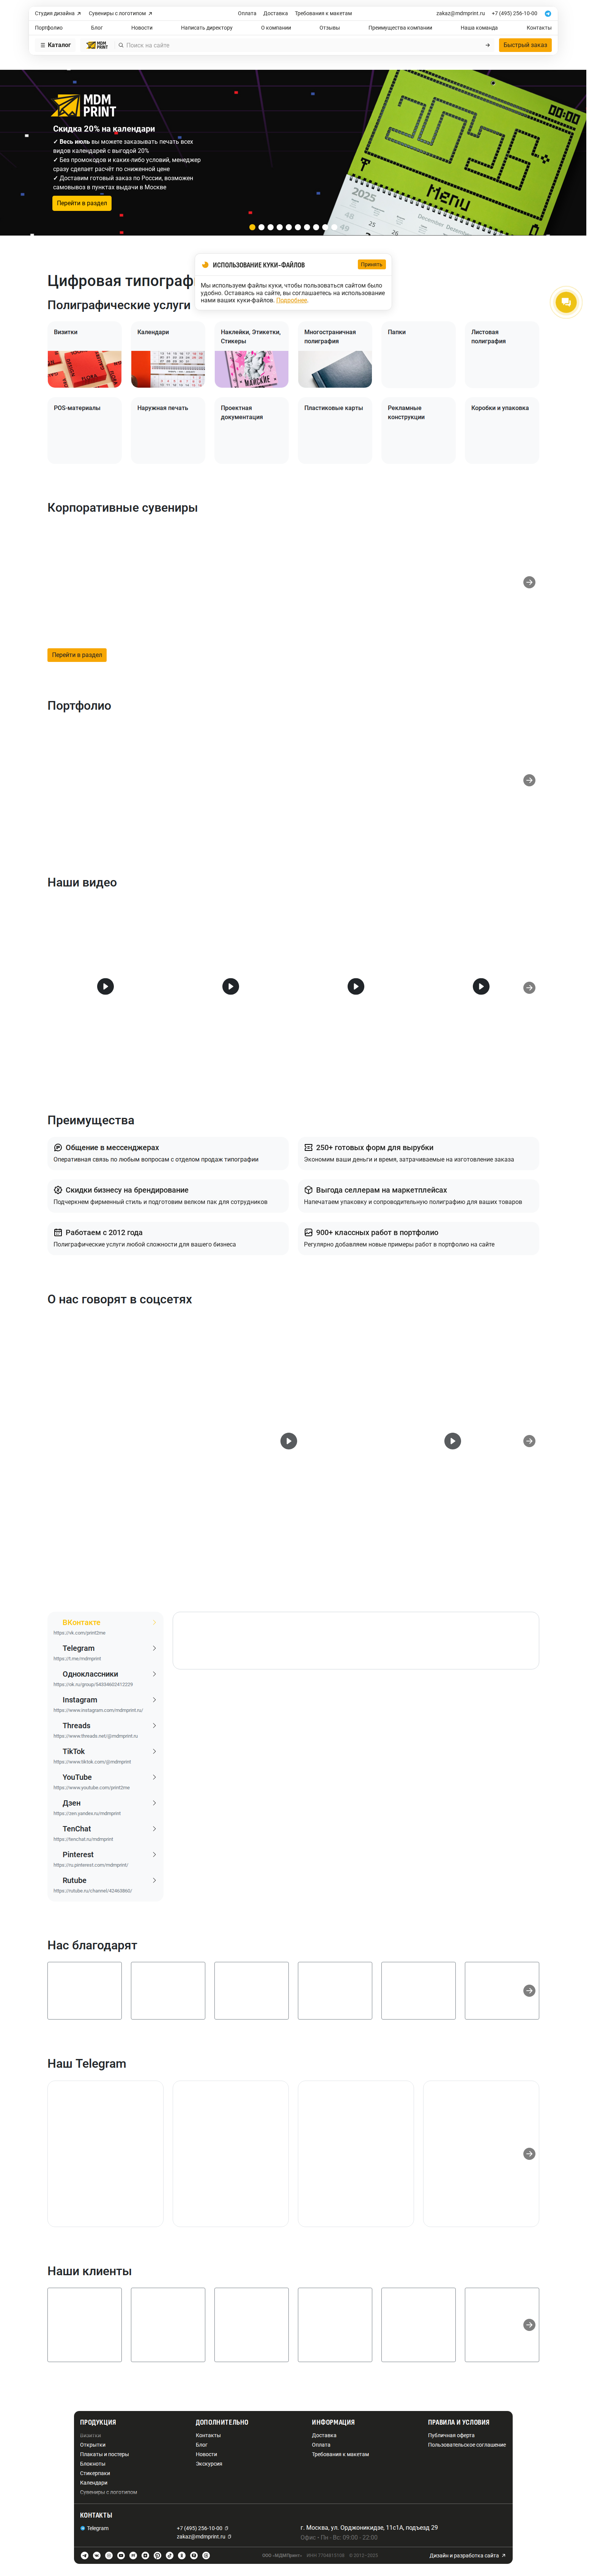 Студия дизайна
Сувениры с логотипом
Оплата
Доставка
Требования к макетам
zakaz@mdmprint.ru
+7 (495) 256-10-00
Портфолио
Блог
Новости
Написать директору
О компании
Отзывы
Преимущества компании
Наша команда
Контакты
Каталог
MDM PRINT
Поиск на сайте
Быстрый заказ
MDM
PRINT
Скидка 20% на календари
✓ Весь июль вы можете заказывать печать всех
видов календарей с выгодой 20%
✓ Без промокодов и каких-либо условий, менеджер
сразу сделает расчёт по сниженной цене
✓ Доставим готовый заказ по России, возможен
самовывоз в пунктах выдачи в Москве
Перейти в раздел
Menu
ИСПОЛЬЗОВАНИЕ КУКИ-ФАЙЛОВ
Принять
Мы используем файлы куки, чтобы пользоваться сайтом было
удобно. Оставаясь на сайте, вы соглашаетесь на использование
нами ваших куки-файлов. Подробнее.
Цифровая типогра
Полиграфические услуги
Визитки
Календари
Наклейки, Этикетки,
Стикеры
Многостраничная
полиграфия
Папки
Листовая
полиграфия
POS-материалы
Наружная печать
Проектная
документация
Пластиковые карты
Рекламные
конструкции
Коробки и упаковка
Корпоративные сувениры
Перейти в раздел
Портфолио
Наши видео
Преимущества
Общение в мессенджерах
Оперативная связь по любым вопросам с отделом продаж типографии
250+ готовых форм для вырубки
Экономим ваши деньги и время, затрачиваемые на изготовление заказа
Скидки бизнесу на брендирование
Подчеркнем фирменный стиль и подготовим велком пак для сотрудников
Выгода селлерам на маркетплейсах
Напечатаем упаковку и сопроводительную полиграфию для ваших товаров
Работаем с 2012 года
Полиграфические услуги любой сложности для вашего бизнеса
900+ классных работ в портфолио
Регулярно добавляем новые примеры работ в портфолио на сайте
О нас говорят в соцсетях
ВКонтакте
https://vk.com/print2me
Telegram
https://t.me/mdmprint
Одноклассники
https://ok.ru/group/54334602412229
Instagram
https://www.instagram.com/mdmprint.ru/
Threads
https://www.threads.net/@mdmprint.ru
TikTok
https://www.tiktok.com/@mdmprint
YouTube
https://www.youtube.com/print2me
Дзен
https://zen.yandex.ru/mdmprint
TenChat
https://tenchat.ru/mdmprint
Pinterest
https://ru.pinterest.com/mdmprint/
Rutube
https://rutube.ru/channel/42463860/
Нас благодарят
Наш Telegram
Наши клиенты
ПРОДУКЦИЯ
Визитки
Открытки
Плакаты и постеры
Блокноты
Стикерпаки
Календари
Сувениры с логотипом
ДОПОЛНИТЕЛЬНО
Контакты
Блог
Новости
Экскурсия
ИНФОРМАЦИЯ
Доставка
Оплата
Требования к макетам
ПРАВИЛА И УСЛОВИЯ
Публичная оферта
Пользовательское соглашение
КОНТАКТЫ
Telegram
+7 (495) 256-10-00
zakaz@mdmprint.ru
г. Москва, ул. Орджоникидзе, 11с1А, подъезд 29
Офис • Пн - Вс: 09:00 - 22:00
ООО «МДМПринт»
© 2012–2025
Дизайн и разработка сайта